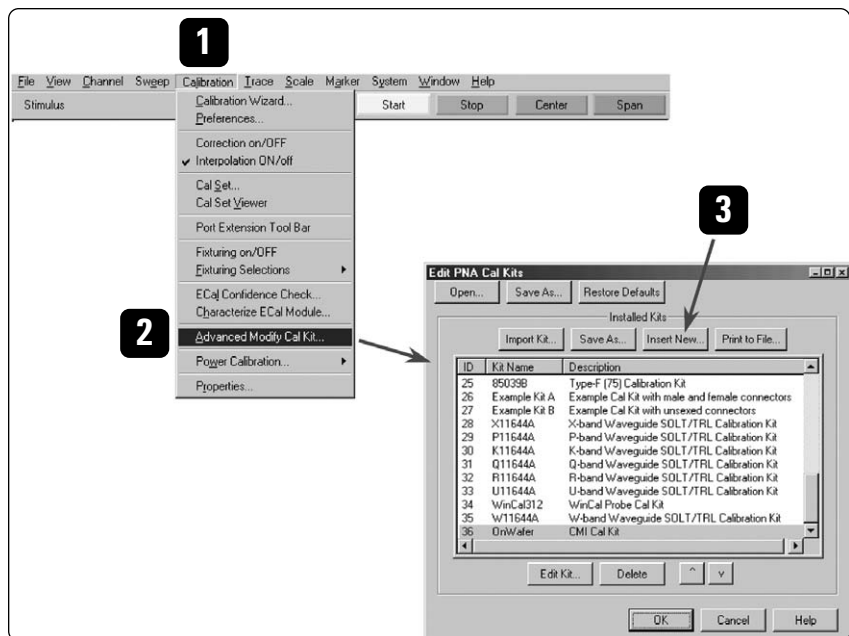 1
File View Channel Sweep Calibration Trace Scale Marker System Window Help
Stimulus Start Stop Center Span
Calibration Wizard...
Preferences...
Correction on/OFF
Interpolation ON/off
Cal Set...
Cal Set Viewer
Port Extension Tool Bar
Fixturing on/OFF
Fixturing Selections
ECal Confidence Check...
Characterize ECal Module...
2
Advanced Modify Cal Kit...
Power Calibration...
Properties...
3
Edit PNA Cal Kits
Open... Save As... Restore Defaults
Installed Kits
Import Kit... Save As... Insert New... Print to File...
ID Kit Name Description
25 85039B Type-F (75) Calibration Kit
26 Example Kit A Example Cal Kit with male and female connectors
27 Example Kit B Example Cal Kit with unsexed connectors
28 X11644A X-band Waveguide SOLT/TRL Calibration Kit
29 P11644A P-band Waveguide SOLT/TRL Calibration Kit
30 K11644A K-band Waveguide SOLT/TRL Calibration Kit
31 Q11644A Q-band Waveguide SOLT/TRL Calibration Kit
32 R11644A R-band Waveguide SOLT/TRL Calibration Kit
33 U11644A U-band Waveguide SOLT/TRL Calibration Kit
34 WinCal312 WinCal Probe Cal Kit
35 W11644A W-band Waveguide SOLT/TRL Calibration Kit
36 OnWafer CMI Cal Kit
Edit Kit... Delete ^ v
OK Cancel Help